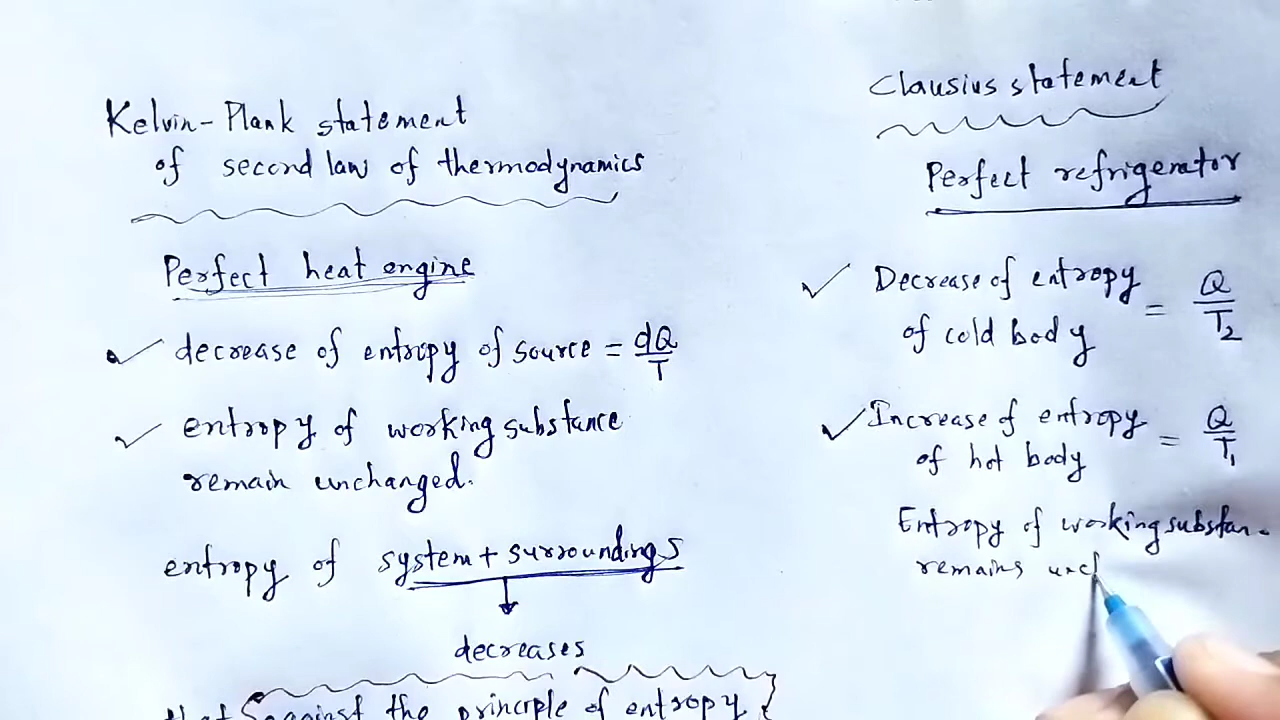 Kelvin-Plank statement
of second law of thermodynamics
Perfect heat engine
decrease of entropy of source = dQ/T
entropy of working substance
remain unchanged.
entropy of system + surroundings
decreases
against the principle of entropy
Clausius statement
Perfect refrigerator
Decrease of entropy
of cold body = Q/T2
Increase of entropy
of hot body = Q/T1
Entropy of working substan
remains unc